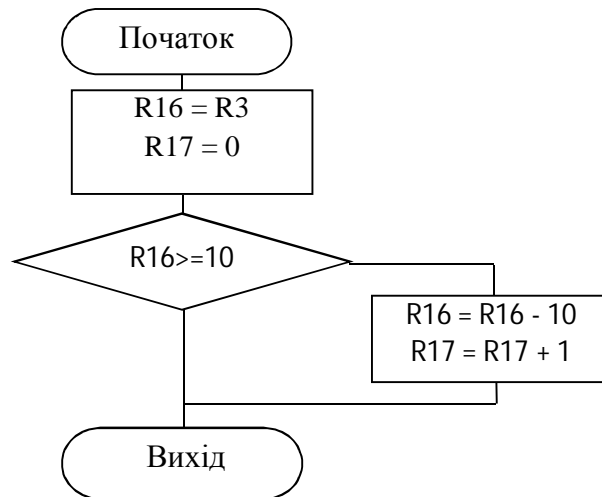 Початок
R16 = R3
R17 = 0
R16>=10
R16 = R16 - 10
R17 = R17 + 1
Вихід